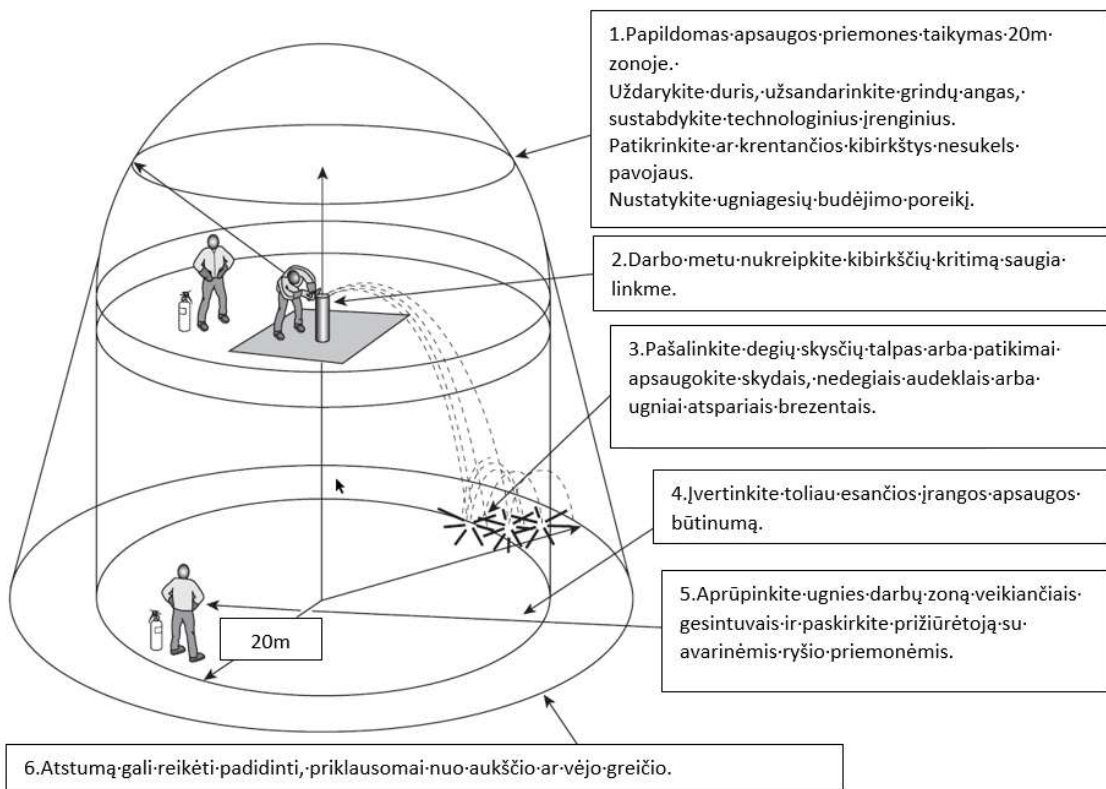 1.Papildomas·apsaugos·priemones·taikymas·20m·
zonoje.·
Uždarykite·duris,·užsandarinkite·grindų·angas,·
sustabdykite·technologinius·įrenginius.
Patikrinkite·ar·krentančios·kibirkštys·nesukels·
pavojaus.
Nustatykite·ugniagesių·budėjimo·poreikį.
2.Darbo·metu·nukreipkite·kibirkščių·kritimą·saugia·
linkme.
3.Pašalinkite·degių·skysčių·talpas·arba·patikimai·
apsaugokite·skydais,·nedegiais·audeklais·arba·
ugniai·atspariais·brezentais.
4.Įvertinkite·toliau·esančios·įrangos·apsaugos·
būtinumą.
5.Aprūpinkite·ugnies·darbų·zoną·veikiančiais·
gesintuvais·ir·paskirkite·prižiūrėtoją·su·
avarinėmis·ryšio·priemonėmis.
20m
6.Atstumą·gali·reikėti·padidinti,·priklausomai·nuo·aukščio·ar·vėjo·greičio.